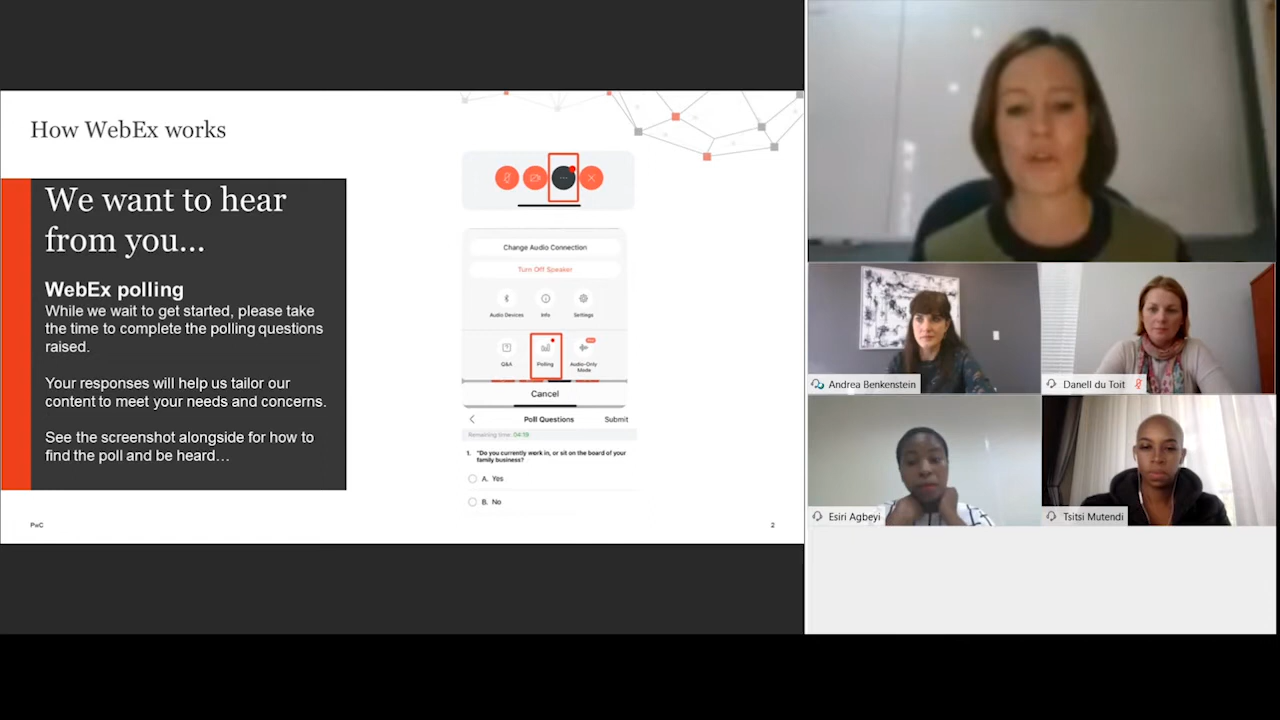 How WebEx works
We want to hear
from you...
WebEx polling
While we wait to get started, please take
the time to complete the polling questions
raised.
Your responses will help us tailor our
content to meet your needs and concerns.
See the screenshot alongside for how to
find the poll and be heard...
Change Audio Connection
Turn Off Speaker
Audio Devices
Info
Settings
Q&A
Polling
Audio-Only
Mode
Cancel
Poll Questions
Submit
Remaining time: 04:19
1. "Do you currently work in, or sit on the board of your
family business?
A. Yes
B. No
PwC
2
Andrea Benkenstein
Danell du Toit
Esiri Agbeyi
Tsitsi Mutendi